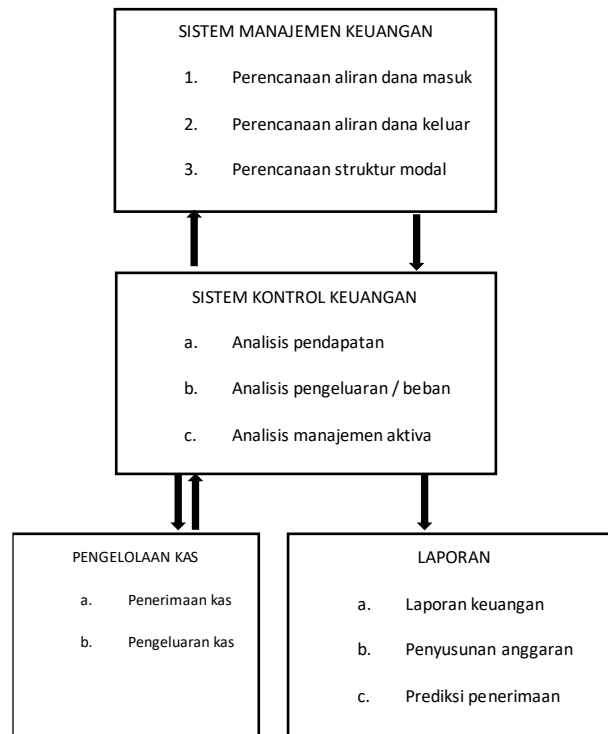 SISTEM MANAJEMEN KEUANGAN
1. Perencanaan aliran dana masuk
2. Perencanaan aliran dana keluar
3. Perencanaan struktur modal
SISTEM KONTROL KEUANGAN
a. Analisis pendapatan
b. Analisis pengeluaran / beban
c. Analisis manajemen aktiva
PENGELOLAAN KAS
a. Penerimaan kas
b. Pengeluaran kas
LAPORAN
a. Laporan keuangan
b. Penyusunan anggaran
c. Prediksi penerimaan